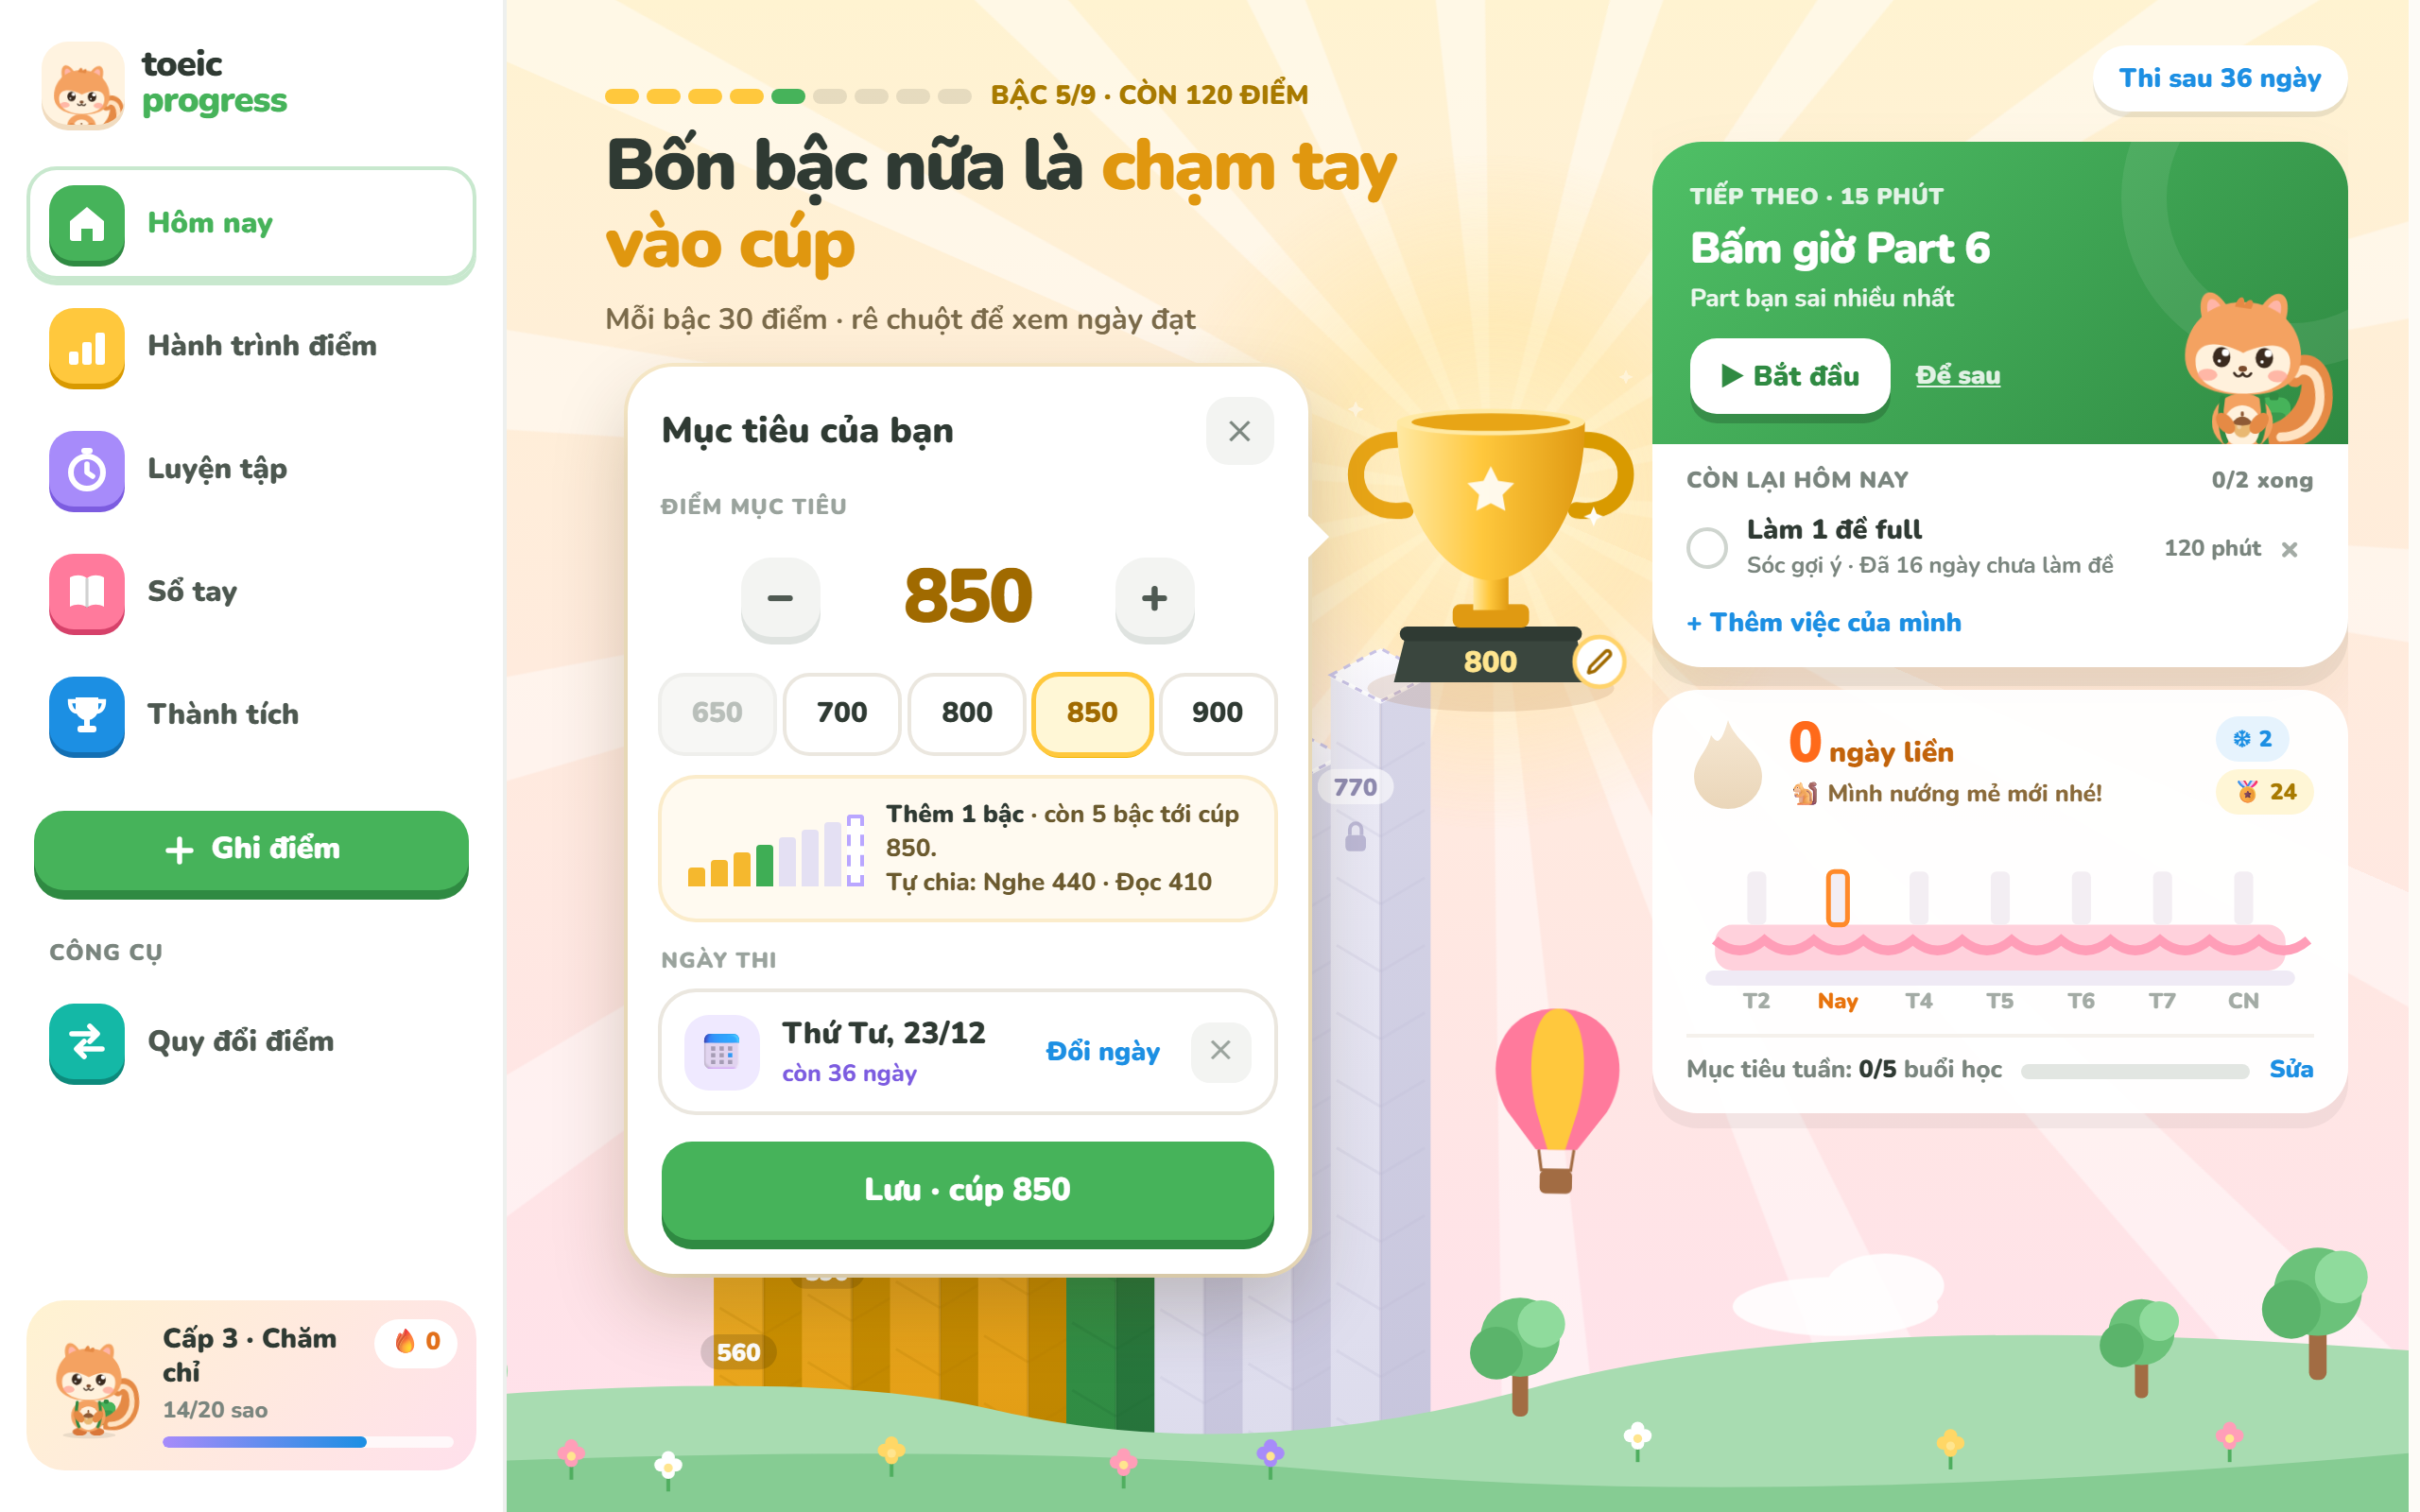 toeic
progress
Hôm nay
Hành trình điểm
Luyện tập
Sổ tay
Thành tích
+ Ghi điểm
CÔNG CỤ
Quy đổi điểm
Cấp 3 · Chăm
chỉ
14/20 sao
0
BẬC 5/9 · CÒN 120 ĐIỂM
Bốn bậc nữa là chạm tay
vào cúp
Mỗi bậc 30 điểm · rê chuột để xem ngày đạt
Mục tiêu của bạn
ĐIỂM MỤC TIÊU
− 850 +
650 700 800 850 900
Thêm 1 bậc · còn 5 bậc tới cúp
850.
Tự chia: Nghe 440 · Đọc 410
NGÀY THI
Thứ Tư, 23/12
còn 36 ngày
Đổi ngày
Lưu · cúp 850
800
770
560
Thi sau 36 ngày
TIẾP THEO · 15 PHÚT
Bấm giờ Part 6
Part bạn sai nhiều nhất
Bắt đầu
Để sau
CÒN LẠI HÔM NAY
0/2 xong
Làm 1 đề full
Sóc gợi ý · Đã 16 ngày chưa làm đề
120 phút
+ Thêm việc của mình
0 ngày liền
Mình nướng mẻ mới nhé!
2
24
T2 Nay T4 T5 T6 T7 CN
Mục tiêu tuần: 0/5 buổi học
Sửa